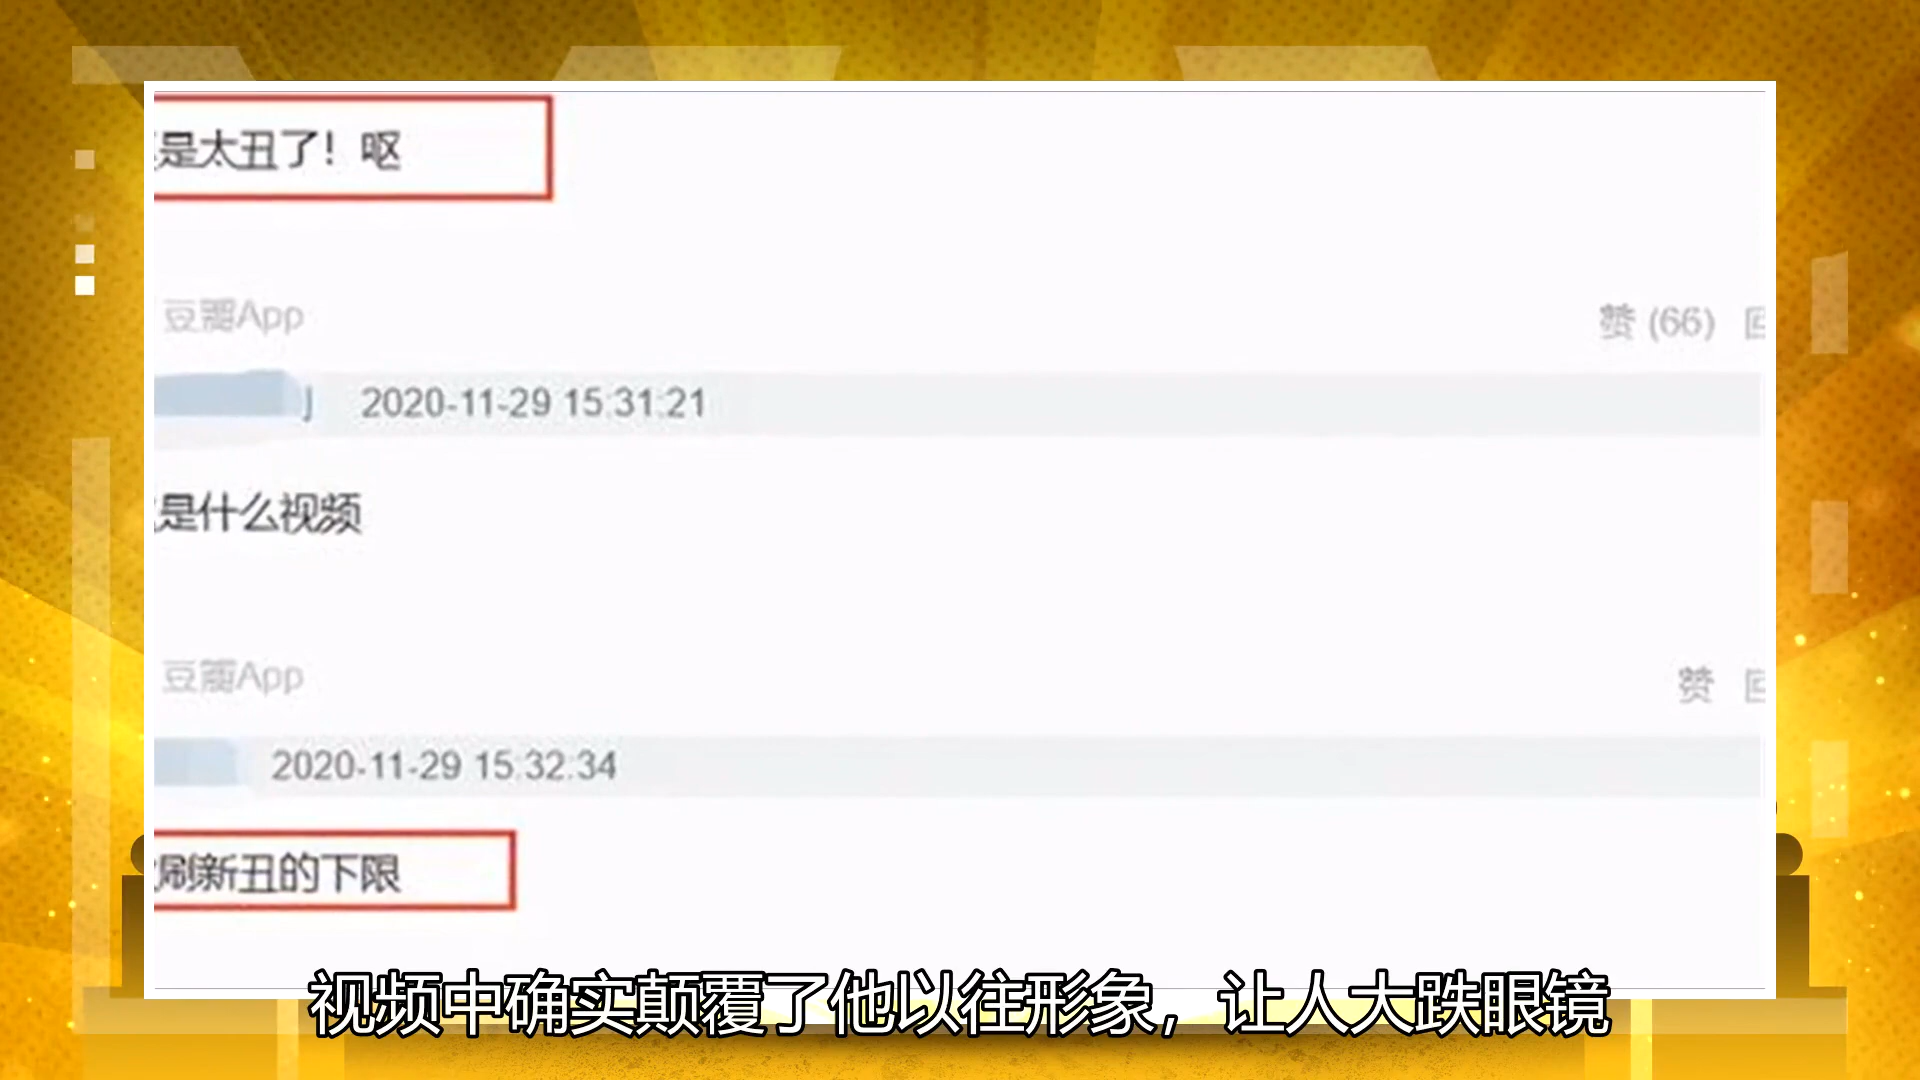 是太丑了！呕
豆瓣App
赞 (66)
2020-11-29 15:31:21
是什么视频
豆瓣App
赞
2020-11-29 15:32:34
刷新丑的下限
视频中确实颠覆了他以往形象，让人大跌眼镜